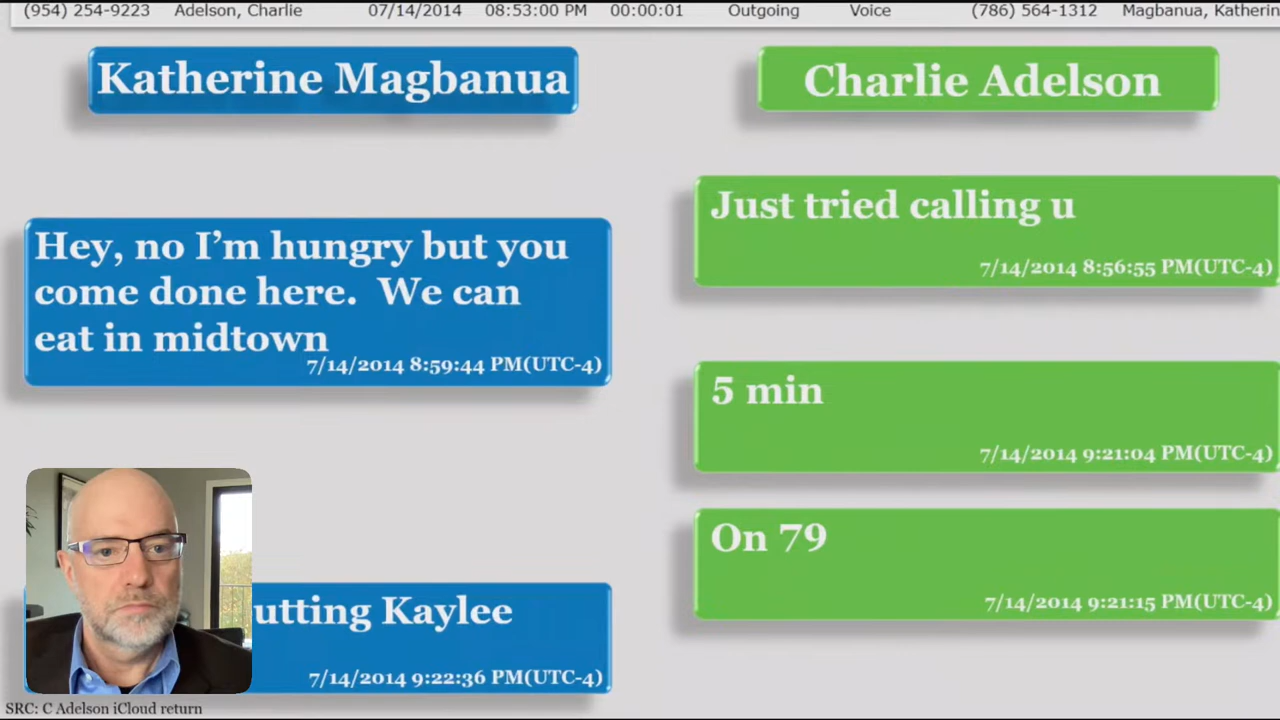 (954) 254-9223 Adelson, Charlie 07/14/2014 08:53:00 PM 00:00:01 Outgoing Voice (786) 564-1312 Magbanua, Katherin
Katherine Magbanua
Charlie Adelson
Just tried calling u
7/14/2014 8:56:55 PM(UTC-4)
Hey, no I’m hungry but you
come done here. We can
eat in midtown
7/14/2014 8:59:44 PM(UTC-4)
5 min
7/14/2014 9:21:04 PM(UTC-4)
On 79
7/14/2014 9:21:15 PM(UTC-4)
utting Kaylee
7/14/2014 9:22:36 PM(UTC-4)
SRC: C Adelson iCloud return